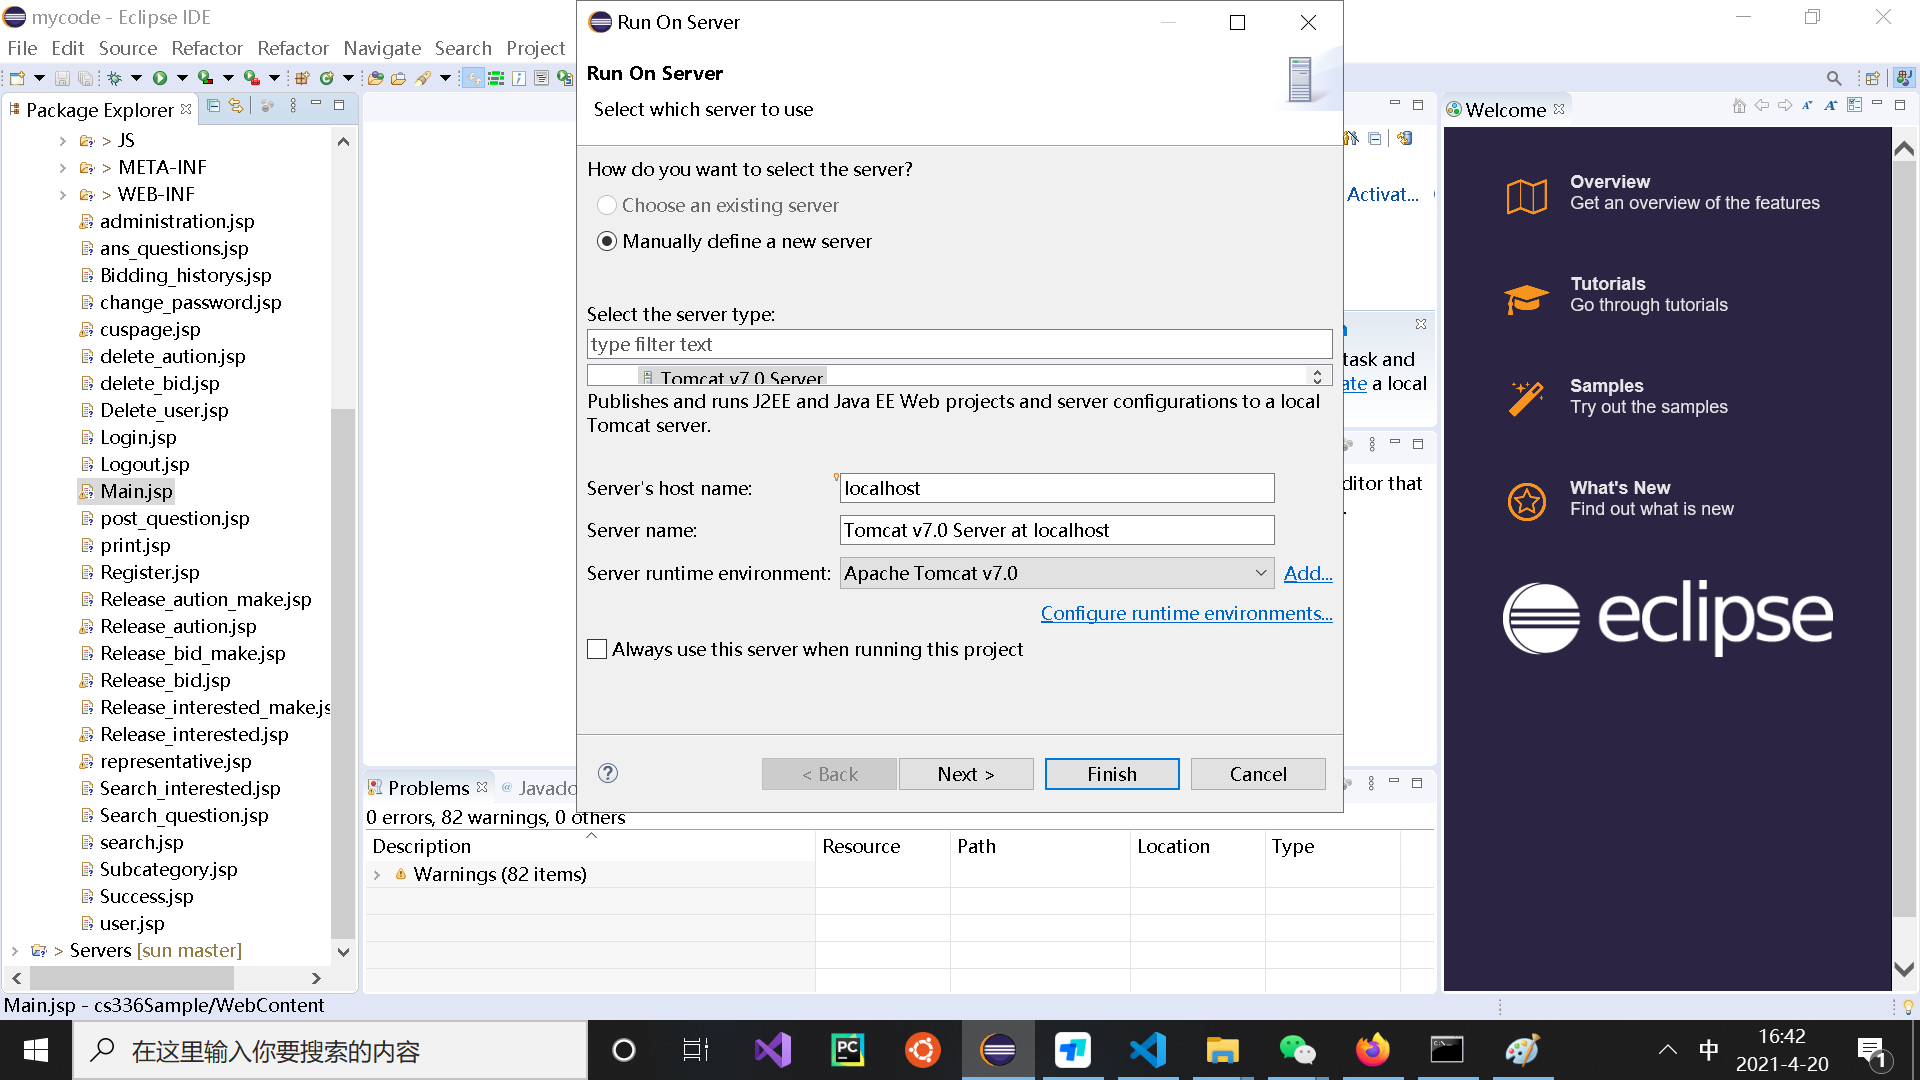 mycode - Eclipse IDE
File Edit Source Refactor Refactor Navigate Search Project
Package Explorer
> JS
> META-INF
> WEB-INF
administration.jsp
ans_questions.jsp
Bidding_historys.jsp
change_password.jsp
cuspage.jsp
delete_aution.jsp
delete_bid.jsp
Delete_user.jsp
Login.jsp
Logout.jsp
Main.jsp
post_question.jsp
print.jsp
Register.jsp
Release_aution_make.jsp
Release_aution.jsp
Release_bid_make.jsp
Release_bid.jsp
Release_interested_make.js
Release_interested.jsp
representative.jsp
Search_interested.jsp
Search_question.jsp
search.jsp
Subcategory.jsp
Success.jsp
user.jsp
> Servers [sun master]
Main.jsp - cs336Sample/WebContent
Run On Server
Run On Server
Select which server to use
How do you want to select the server?
Choose an existing server
Manually define a new server
Select the server type:
type filter text
Tomcat v7.0 Server
Publishes and runs J2EE and Java EE Web projects and server configurations to a local
Tomcat server.
Server's host name: localhost
Server name: Tomcat v7.0 Server at localhost
Server runtime environment: Apache Tomcat v7.0 Add...
Configure runtime environments...
Always use this server when running this project
< Back Next > Finish Cancel
Activat...
task and
ate a local
ditor that
.
Problems Javado
0 errors, 82 warnings, 0 others
Description Resource Path Location Type
Warnings (82 items)
Welcome
Overview
Get an overview of the features
Tutorials
Go through tutorials
Samples
Try out the samples
What's New
Find out what is new
eclipse
在这里输入你要搜索的内容
PC
中
16:42
2021-4-20
1